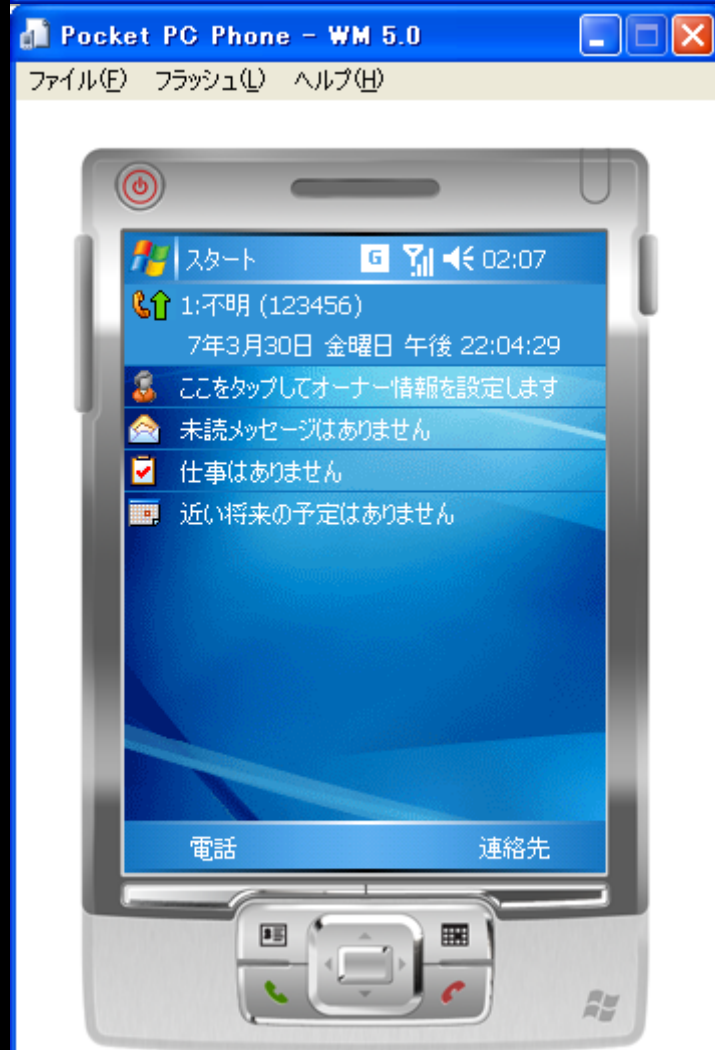 Pocket PC Phone - WM 5.0
ファイル(F) フラッシュ(L) ヘルプ(H)
スタート G 02:07
1:不明 (123456)
7年3月30日 金曜日 午後 22:04:29
ここをタップしてオーナー情報を設定します
未読メッセージはありません
仕事はありません
近い将来の予定はありません
電話 連絡先